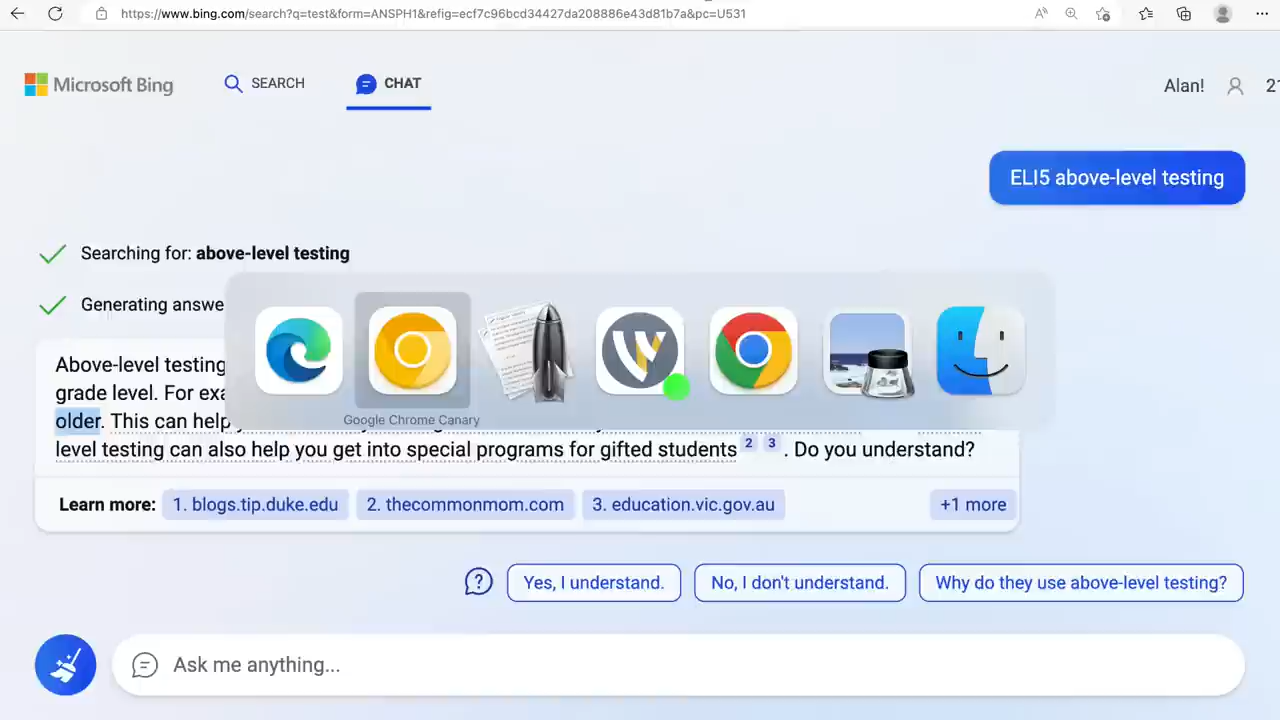 https://www.bing.com/search?q=test&form=ANSPH1&refig=ecf7c96bcd34427da208886e43d81b7a&pc=U531
Microsoft Bing
SEARCH
CHAT
Alan!
ELI5 above-level testing
Searching for: above-level testing
Generating answe
Above-level testing
grade level. For exa
older. This can help
level testing can also help you get into special programs for gifted students 2 3 . Do you understand?
Google Chrome Canary
Learn more: 1. blogs.tip.duke.edu 2. thecommonmom.com 3. education.vic.gov.au +1 more
Yes, I understand. No, I don't understand. Why do they use above-level testing?
Ask me anything...